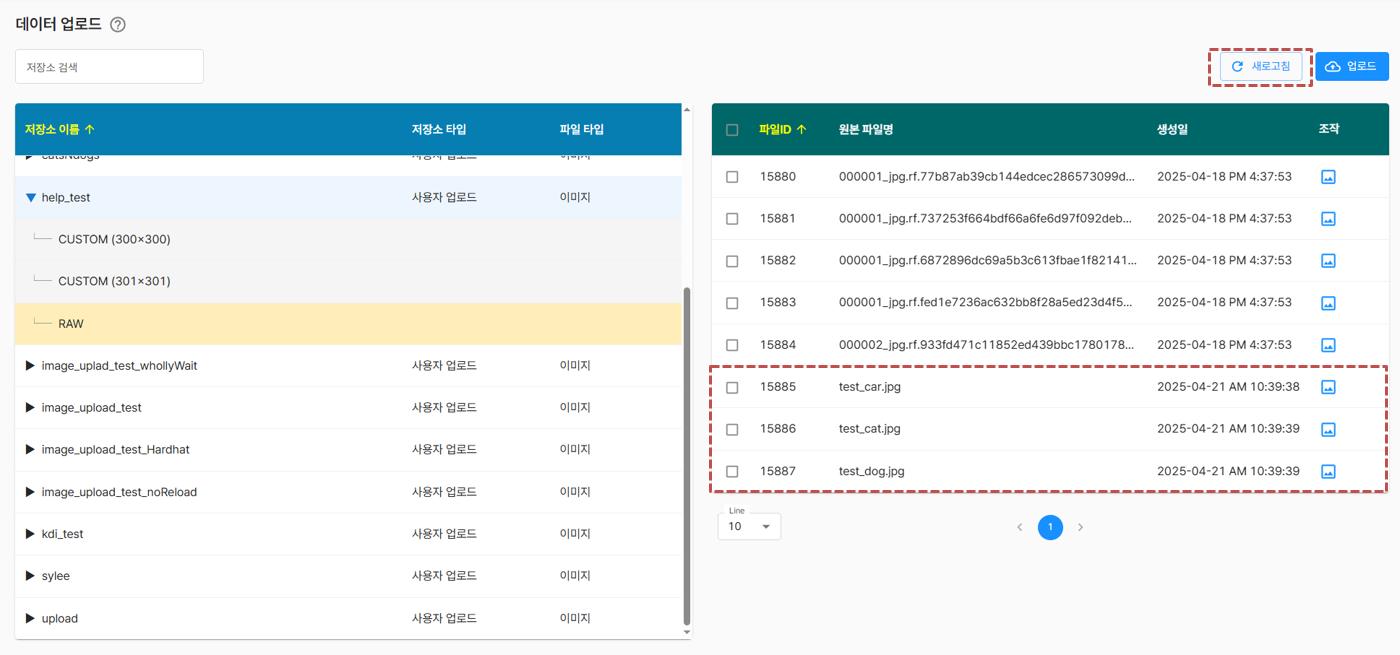 데이터 업로드
저장소 검색
새로고침
업로드
저장소 이름 저장소 타입 파일 타입
catsNdogs 사용자 업로드 이미지
help_test 사용자 업로드 이미지
CUSTOM (300×300)
CUSTOM (301×301)
RAW
image_uplad_test_whollyWait 사용자 업로드 이미지
image_upload_test 사용자 업로드 이미지
image_upload_test_Hardhat 사용자 업로드 이미지
image_upload_test_noReload 사용자 업로드 이미지
kdi_test 사용자 업로드 이미지
sylee 사용자 업로드 이미지
upload 사용자 업로드 이미지
파일ID 원본 파일명 생성일 조작
15880 000001_jpg.rf.77b87ab39cb144edcec286573099d... 2025-04-18 PM 4:37:53
15881 000001_jpg.rf.737253f664bdf66a6fe6d97f092deb... 2025-04-18 PM 4:37:53
15882 000001_jpg.rf.6872896dc69a5b3c613fbae1f82141... 2025-04-18 PM 4:37:53
15883 000001_jpg.rf.fed1e7236ac632bb8f28a5ed23d4f5... 2025-04-18 PM 4:37:53
15884 000002_jpg.rf.933fd471c11852ed439bbc1780178... 2025-04-18 PM 4:37:53
15885 test_car.jpg 2025-04-21 AM 10:39:38
15886 test_cat.jpg 2025-04-21 AM 10:39:39
15887 test_dog.jpg 2025-04-21 AM 10:39:39
Line
10
1